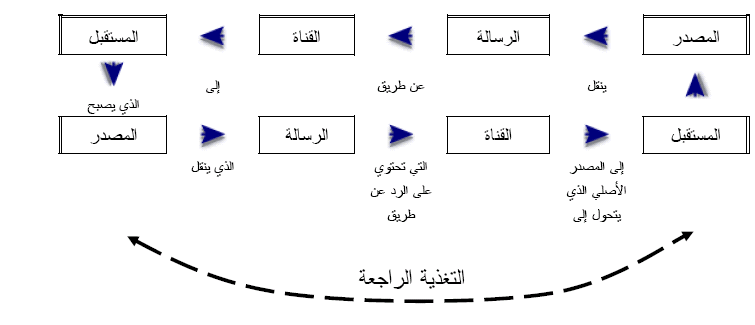 المصدر
الرسالة
القناة
المستقبل
ينقل
عن طريق
إلى
الذي يصبح
المصدر
الرسالة
القناة
المستقبل
الذي ينقل
التي تحتوي
على الرد عن
طريق
إلى المصدر
الأصلي الذي
يتحول إلى
التغذية الراجعة